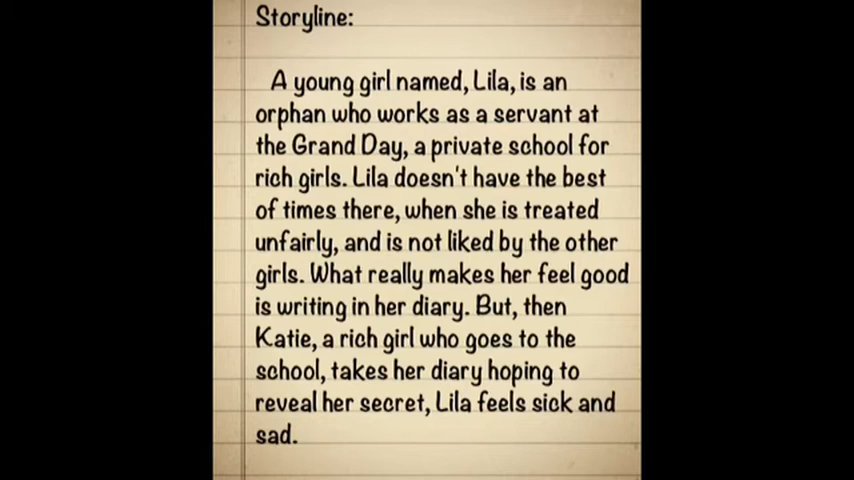 Storyline:
A young girl named, Lila, is an
orphan who works as a servant at
the Grand Day, a private school for
rich girls. Lila doesn't have the best
of times there, when she is treated
unfairly, and is not liked by the other
girls. What really makes her feel good
is writing in her diary. But, then
Katie, a rich girl who goes to the
school, takes her diary hoping to
reveal her secret, Lila feels sick and
sad.